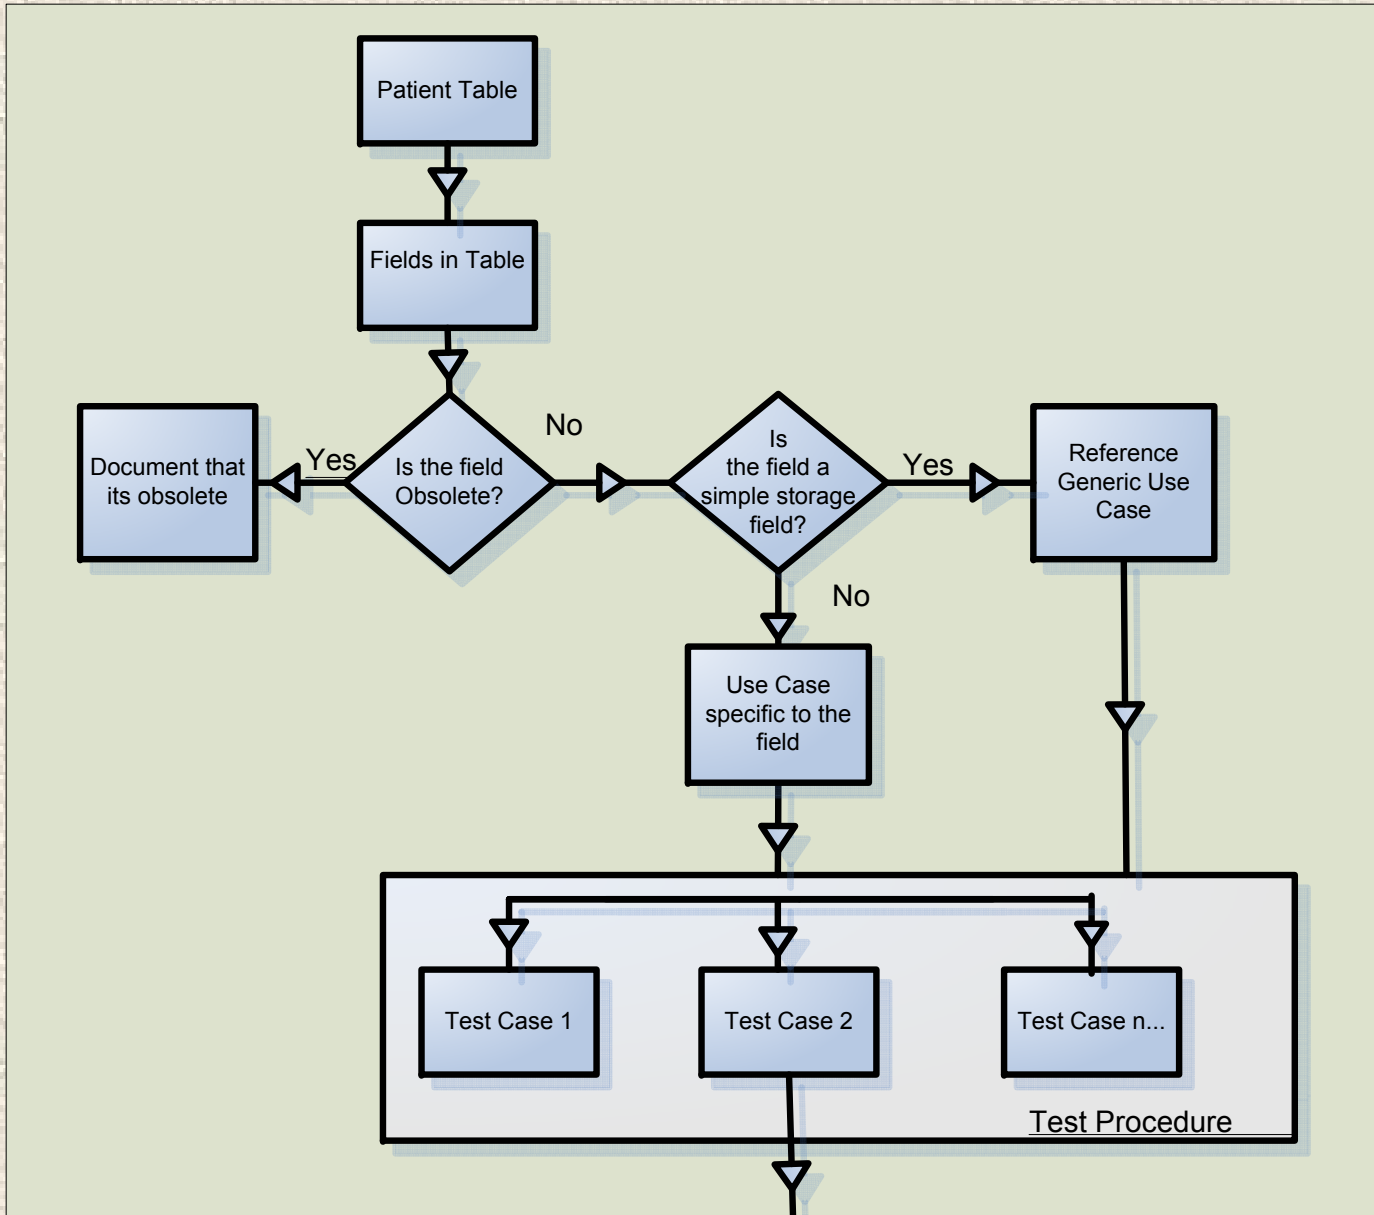 Patient Table
Fields in Table
Document that
its obsolete
Yes
Is the field
Obsolete?
No
Is
the field a
simple storage
field?
Yes
Reference
Generic Use
Case
No
Use Case
specific to the
field
Test Case 1
Test Case 2
Test Case n...
Test Procedure